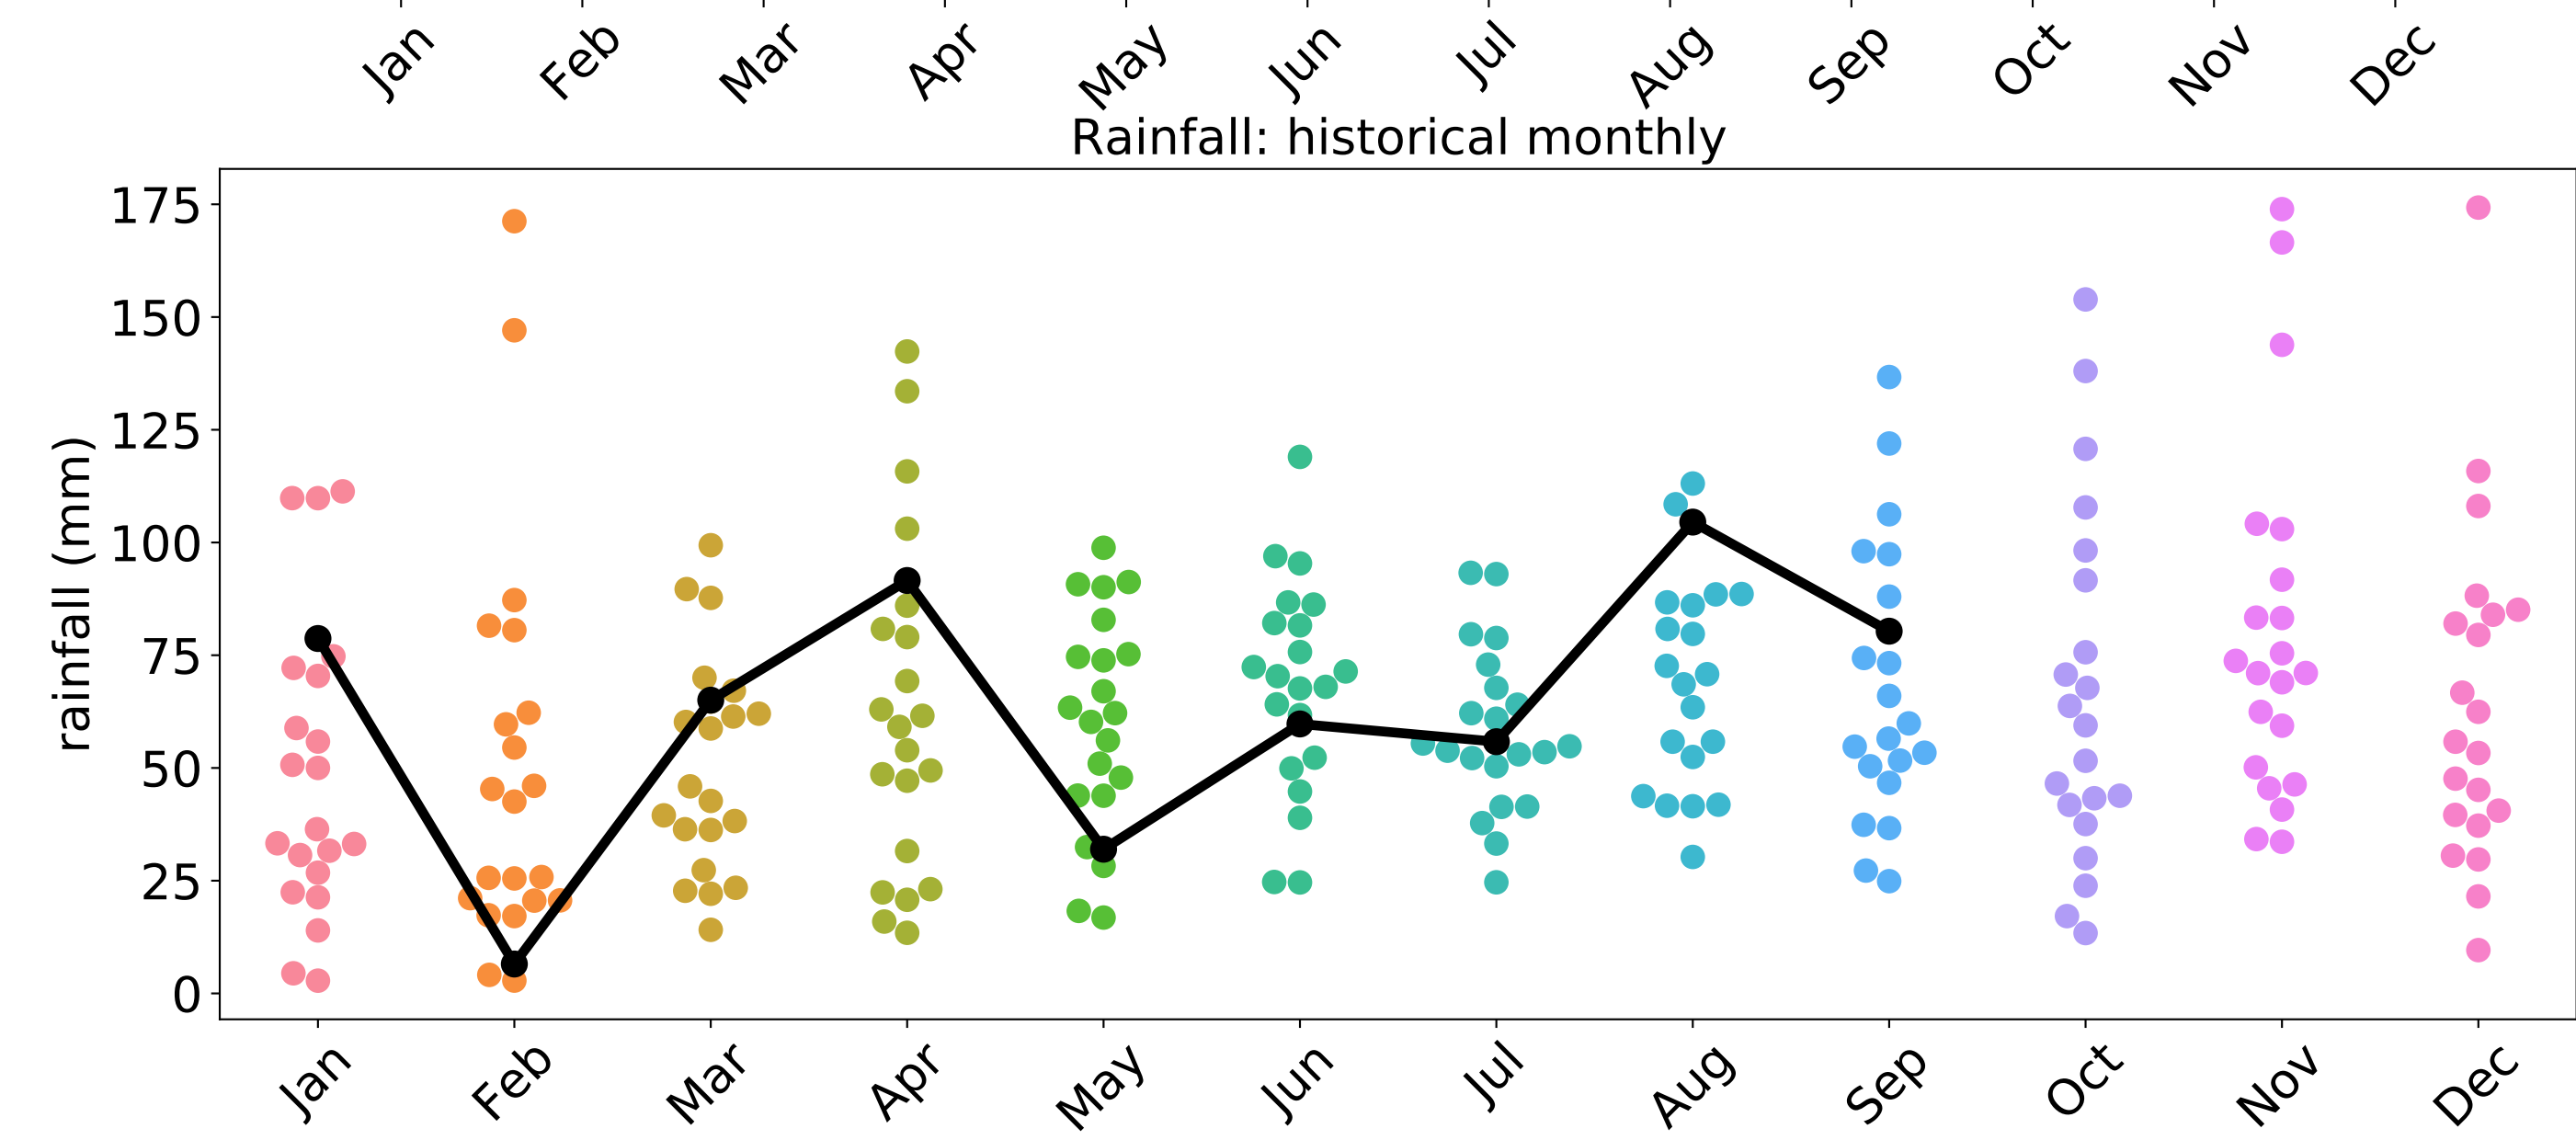 Jan Feb Mar Apr May Jun Jul Aug Sep Oct Nov Dec
Rainfall: historical monthly
175
150
125
100
75
50
25
0
rainfall (mm)
Jan Feb Mar Apr May Jun Jul Aug Sep Oct Nov Dec